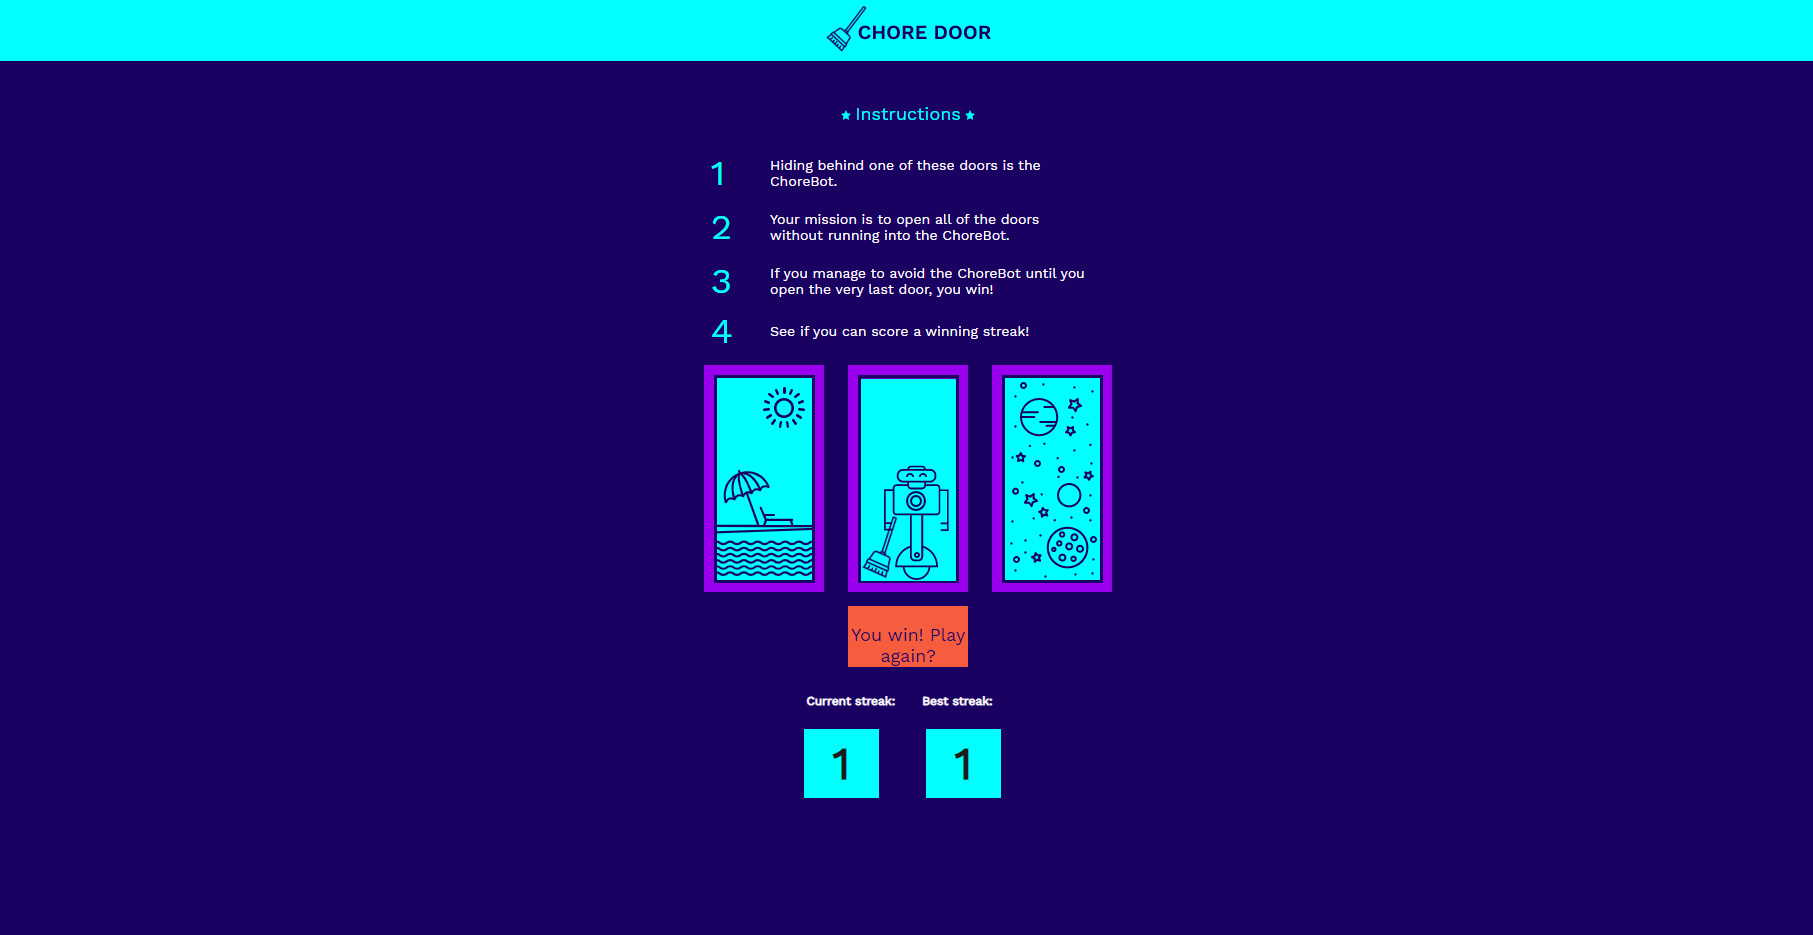 CHORE DOOR
Instructions
1
Hiding behind one of these doors is the
ChoreBot.
2
Your mission is to open all of the doors
without running into the ChoreBot.
3
If you manage to avoid the ChoreBot until you
open the very last door, you win!
4
See if you can score a winning streak!
You win! Play
again?
Current streak: Best streak:
1 1